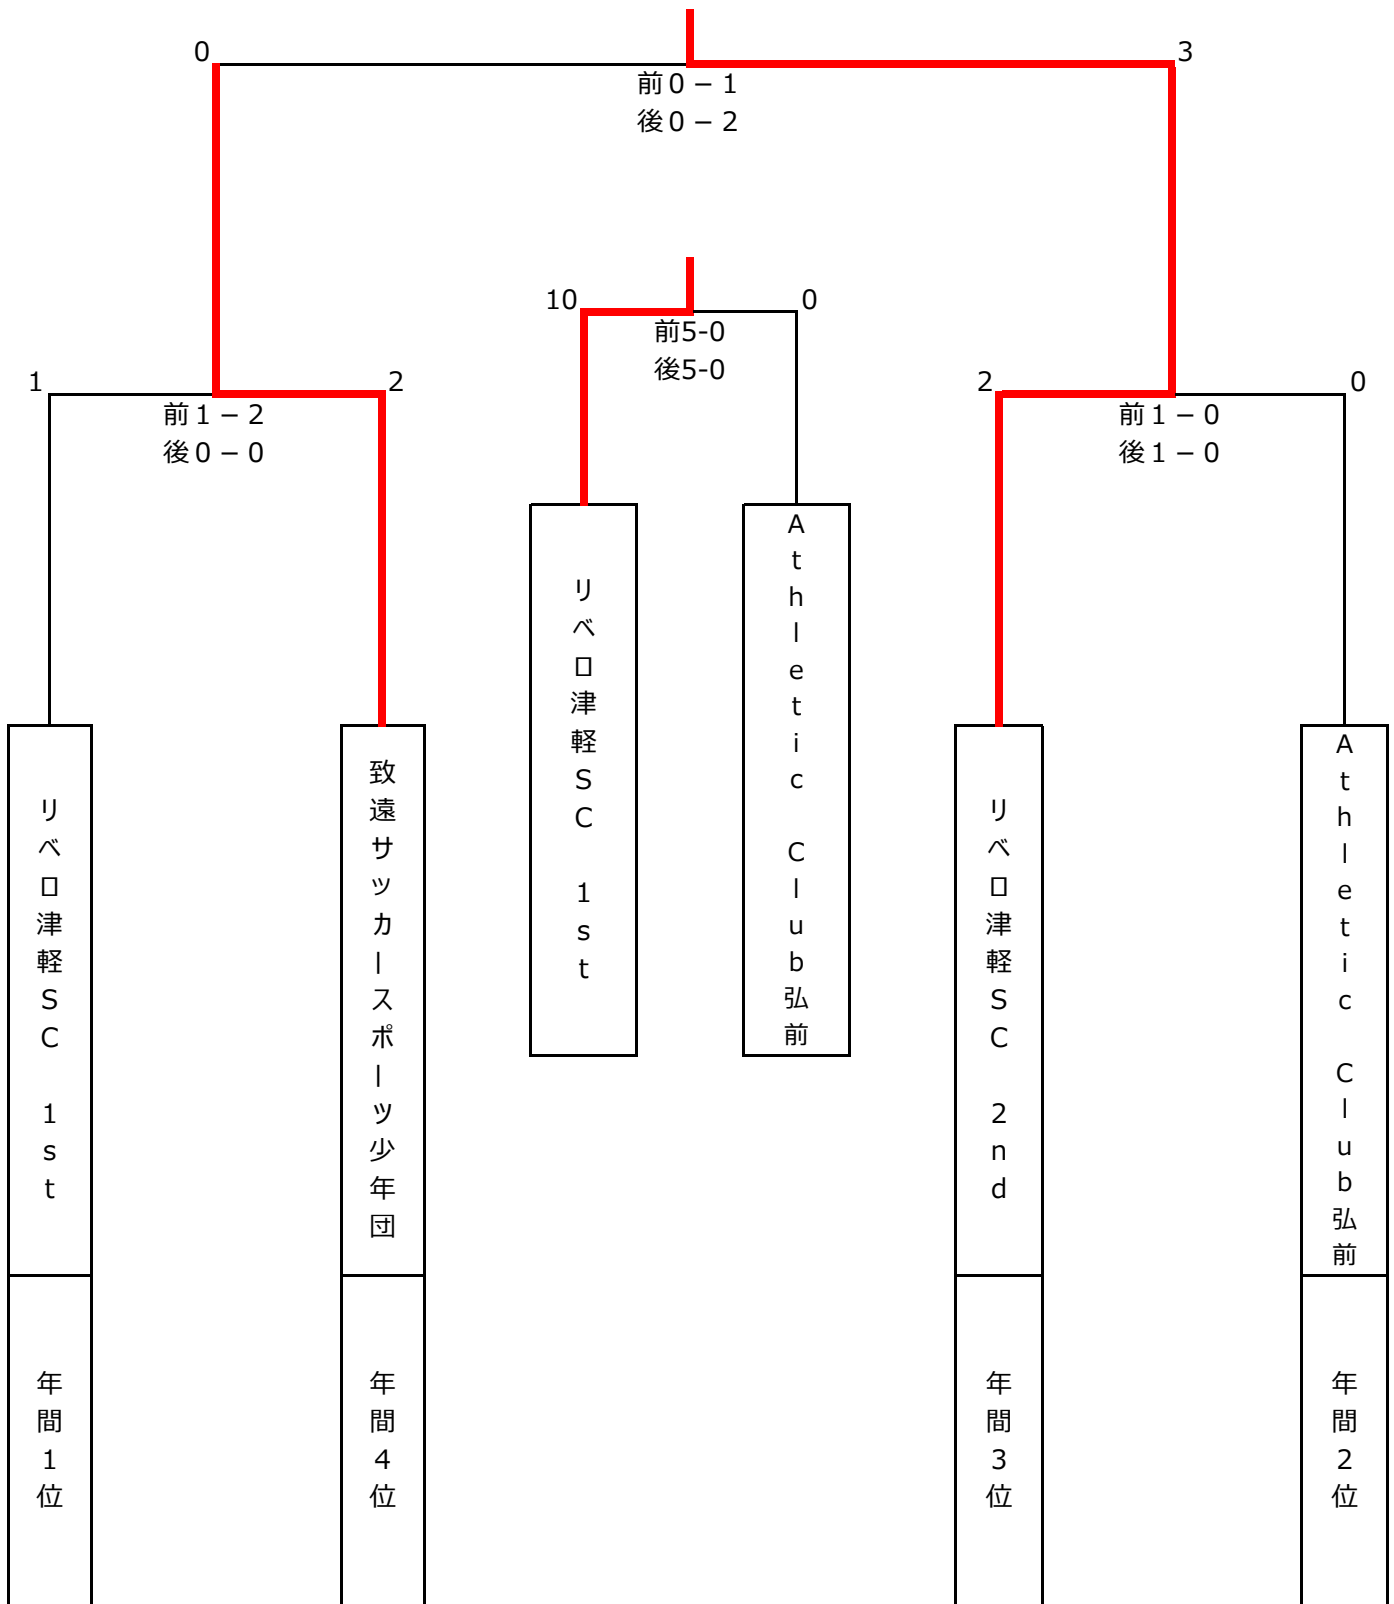 0
3
前0－1
後0－2
10
0
前5-0
後5-0
1
2
前1－2
後0－0
2
0
前1－0
後1－0
リベロ津軽SC　1st
致遠サッカースポーツ少年団
リベロ津軽SC　1st
Athletic　Club弘前
リベロ津軽SC　2nd
Athletic　Club弘前
年間1位
年間4位
年間3位
年間2位